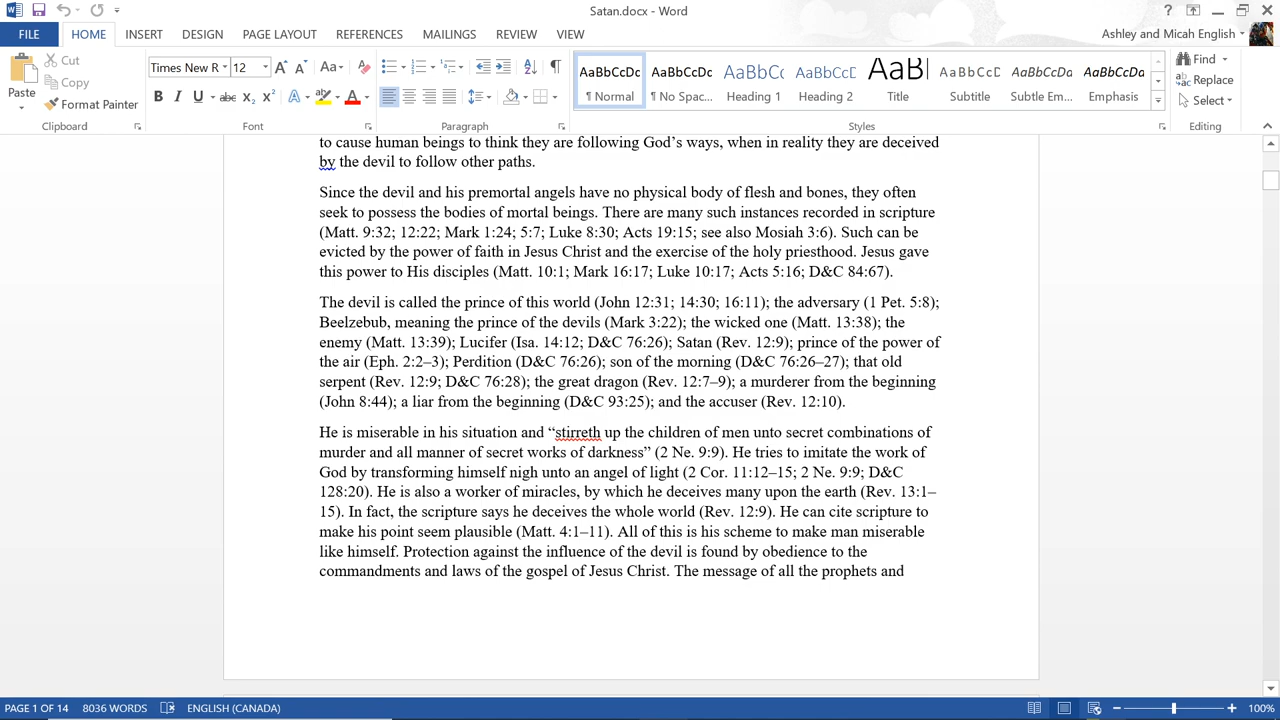 Satan.docx - Word
FILE HOME INSERT DESIGN PAGE LAYOUT REFERENCES MAILINGS REVIEW VIEW Ashley and Micah English
Paste
Cut
Copy
Format Painter
Times New R 12
AaBbCcDc AaBbCcDc AaBbCc AaBbCcD AaB AaBbCcD AaBbCcDc AaBbCcDc
¶ Normal ¶ No Spac... Heading 1 Heading 2 Title Subtitle Subtle Em... Emphasis
Find
Replace
Select
Clipboard Font Paragraph Styles Editing
to cause human beings to think they are following God’s ways, when in reality they are deceived
by the devil to follow other paths.
Since the devil and his premortal angels have no physical body of flesh and bones, they often
seek to possess the bodies of mortal beings. There are many such instances recorded in scripture
(Matt. 9:32; 12:22; Mark 1:24; 5:7; Luke 8:30; Acts 19:15; see also Mosiah 3:6). Such can be
evicted by the power of faith in Jesus Christ and the exercise of the holy priesthood. Jesus gave
this power to His disciples (Matt. 10:1; Mark 16:17; Luke 10:17; Acts 5:16; D&C 84:67).
The devil is called the prince of this world (John 12:31; 14:30; 16:11); the adversary (1 Pet. 5:8);
Beelzebub, meaning the prince of the devils (Mark 3:22); the wicked one (Matt. 13:38); the
enemy (Matt. 13:39); Lucifer (Isa. 14:12; D&C 76:26); Satan (Rev. 12:9); prince of the power of
the air (Eph. 2:2–3); Perdition (D&C 76:26); son of the morning (D&C 76:26–27); that old
serpent (Rev. 12:9; D&C 76:28); the great dragon (Rev. 12:7–9); a murderer from the beginning
(John 8:44); a liar from the beginning (D&C 93:25); and the accuser (Rev. 12:10).
He is miserable in his situation and “stirreth up the children of men unto secret combinations of
murder and all manner of secret works of darkness” (2 Ne. 9:9). He tries to imitate the work of
God by transforming himself nigh unto an angel of light (2 Cor. 11:12–15; 2 Ne. 9:9; D&C
128:20). He is also a worker of miracles, by which he deceives many upon the earth (Rev. 13:1–
15). In fact, the scripture says he deceives the whole world (Rev. 12:9). He can cite scripture to
make his point seem plausible (Matt. 4:1–11). All of this is his scheme to make man miserable
like himself. Protection against the influence of the devil is found by obedience to the
commandments and laws of the gospel of Jesus Christ. The message of all the prophets and
PAGE 1 OF 14 8036 WORDS ENGLISH (CANADA) 100%